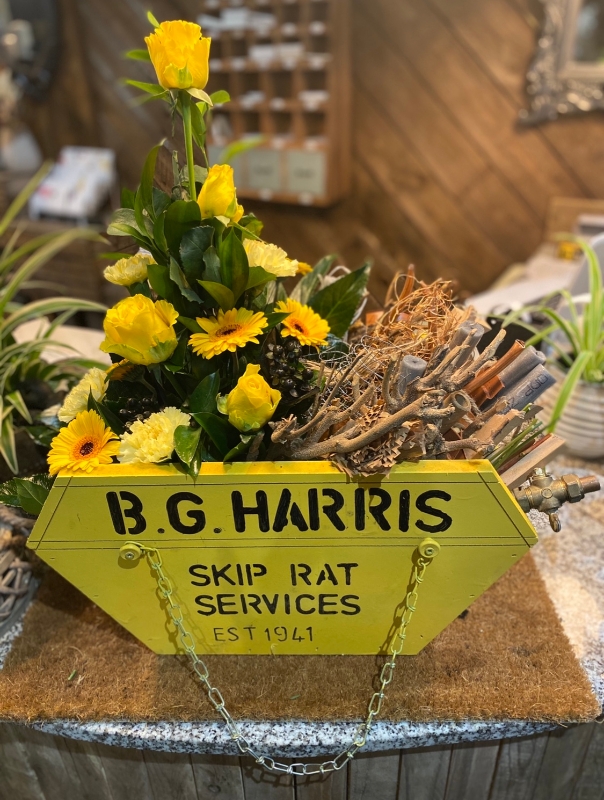 B.G. HARRIS
SKIP RAT
SERVICES
EST 1941